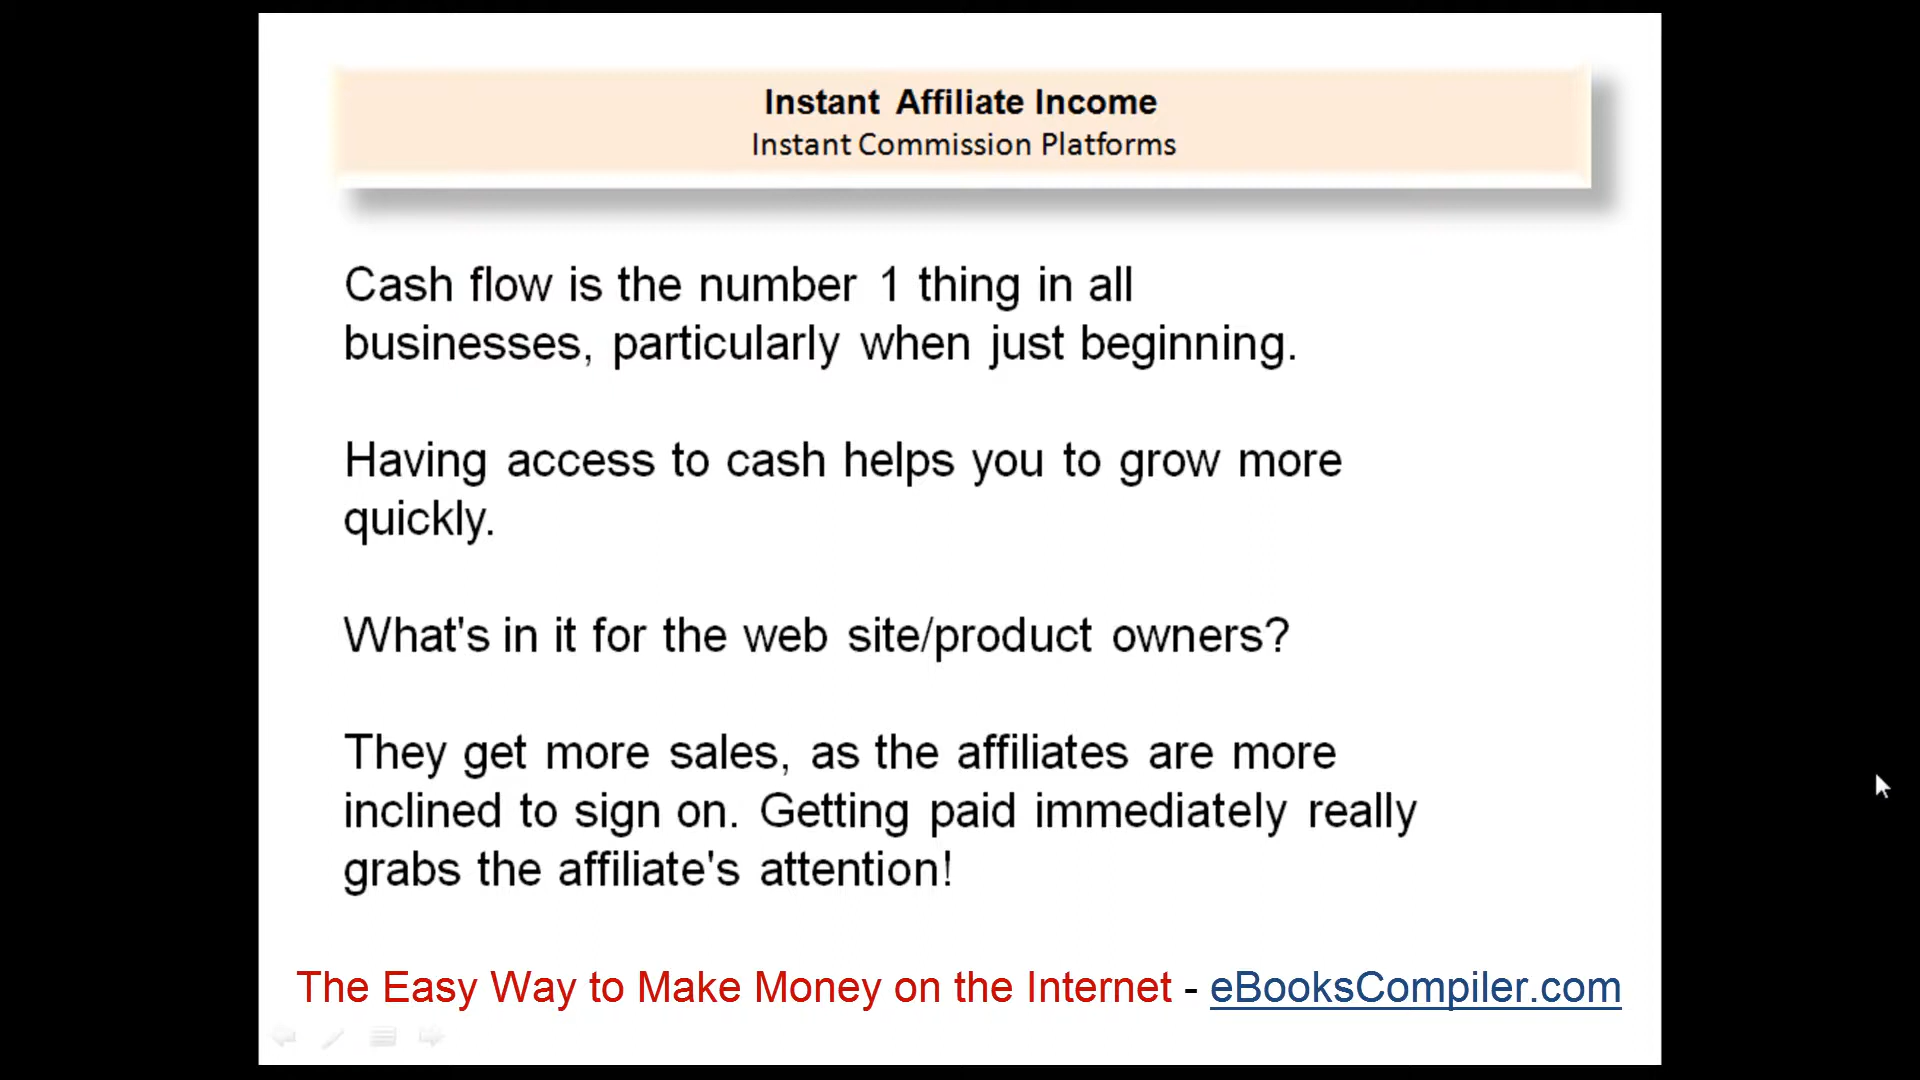 Instant Affiliate Income
Instant Commission Platforms
Cash flow is the number 1 thing in all
businesses, particularly when just beginning.
Having access to cash helps you to grow more
quickly.
What's in it for the web site/product owners?
They get more sales, as the affiliates are more
inclined to sign on. Getting paid immediately really
grabs the affiliate's attention!
The Easy Way to Make Money on the Internet - eBooksCompiler.com